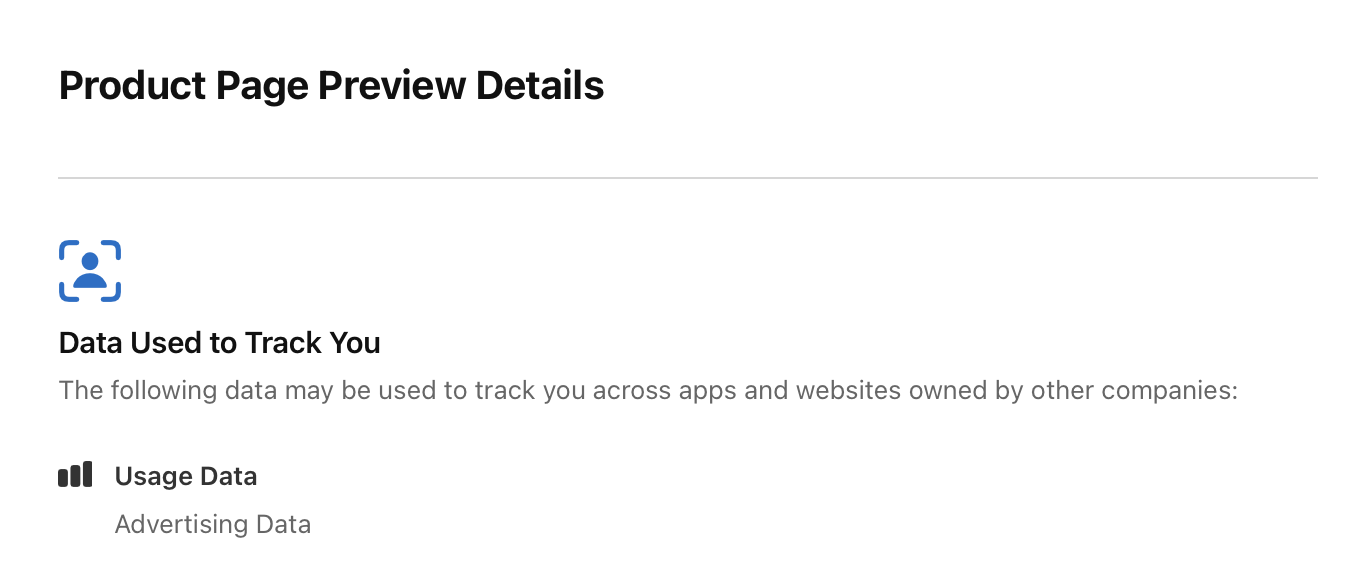 Product Page Preview Details
Data Used to Track You
The following data may be used to track you across apps and websites owned by other companies:
Usage Data
Advertising Data